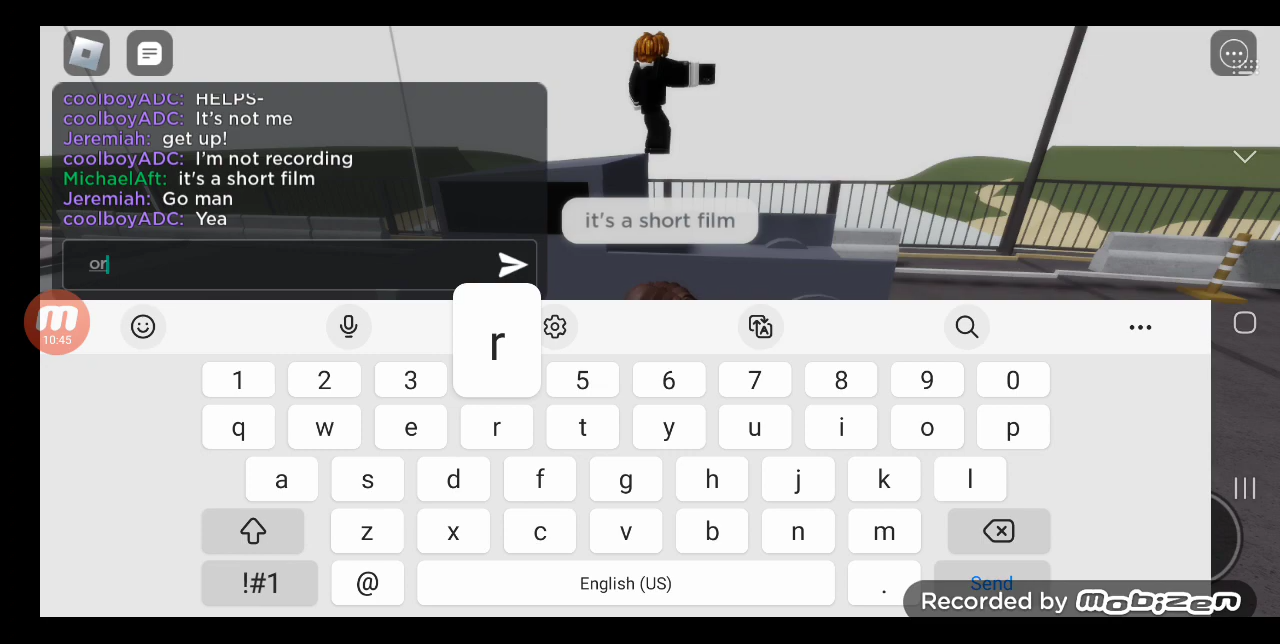 coolboyADC: HELPS-
coolboyADC: It's not me
Jeremiah: get up!
coolboyADC: I'm not recording
MichaelAft: it's a short film
Jeremiah: Go man
coolboyADC: Yea
it's a short film
or
m
10:45
r
1 2 3 5 6 7 8 9 0
q w e r t y u i o p
a s d f g h j k l
z x c v b n m
!#1 @ English (US) . Send
Recorded by mobizen